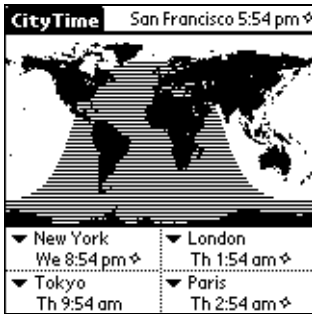 CityTime San Francisco 5:54 pm
New York London
We 8:54 pm Th 1:54 am
Tokyo Paris
Th 9:54 am Th 2:54 am